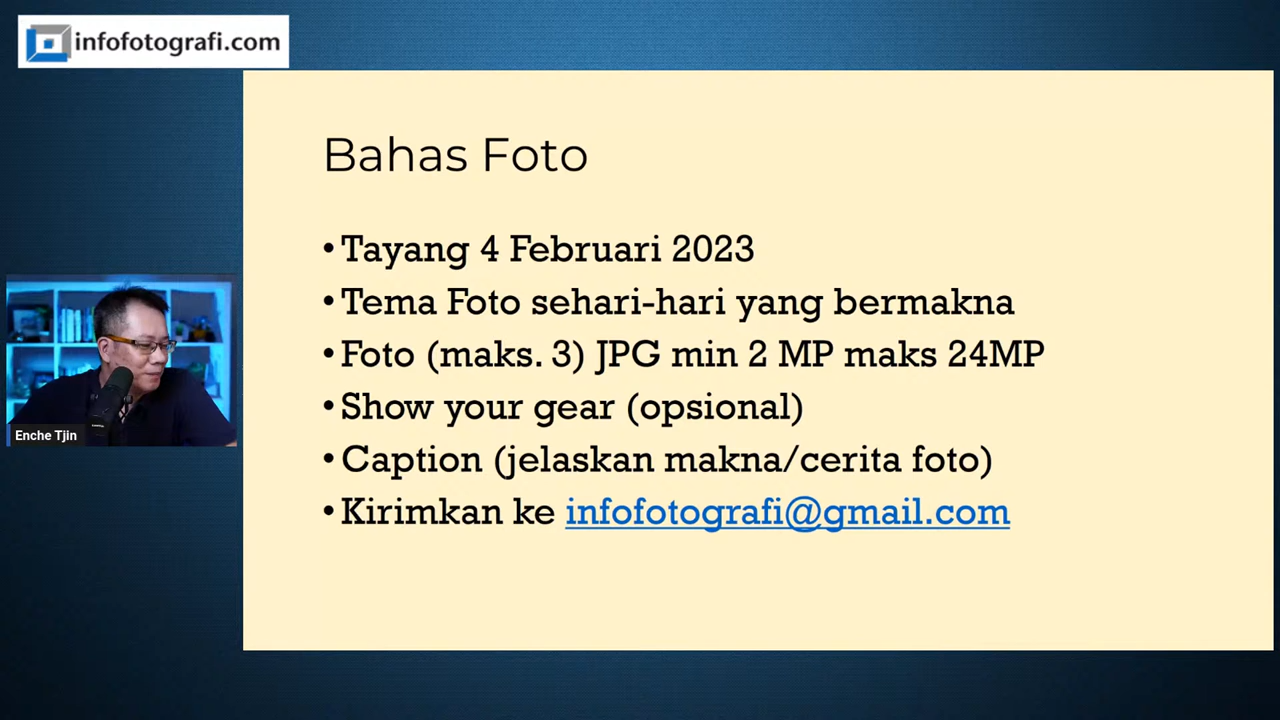 infofotografi.com
Bahas Foto
• Tayang 4 Februari 2023
• Tema Foto sehari-hari yang bermakna
• Foto (maks. 3) JPG min 2 MP maks 24MP
• Show your gear (opsional)
• Caption (jelaskan makna/cerita foto)
• Kirimkan ke infofotografi@gmail.com
Enche Tjin